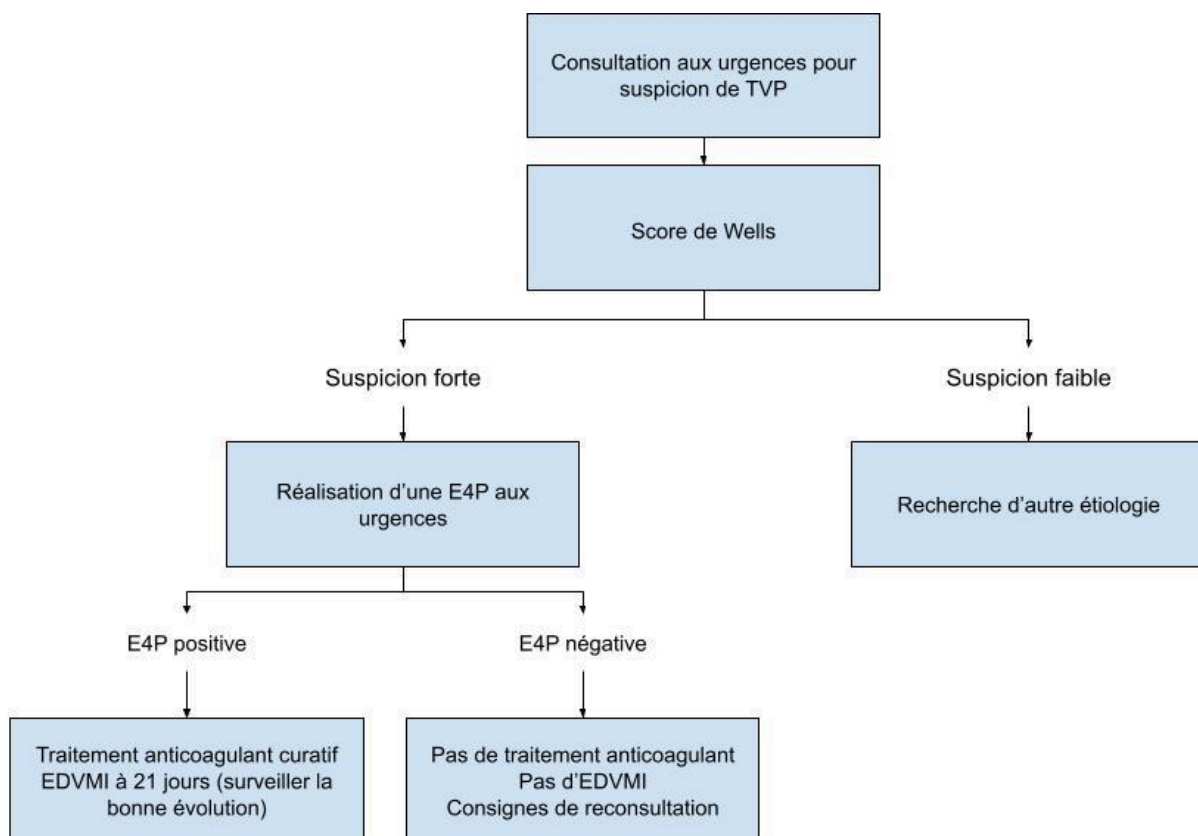 Consultation aux urgences pour
suspicion de TVP
Score de Wells
Suspicion forte
Suspicion faible
Réalisation d’une E4P aux
urgences
Recherche d’autre étiologie
E4P positive
E4P négative
Traitement anticoagulant curatif
EDVMI à 21 jours (surveiller la
bonne évolution)
Pas de traitement anticoagulant
Pas d’EDVMI
Consignes de reconsultation